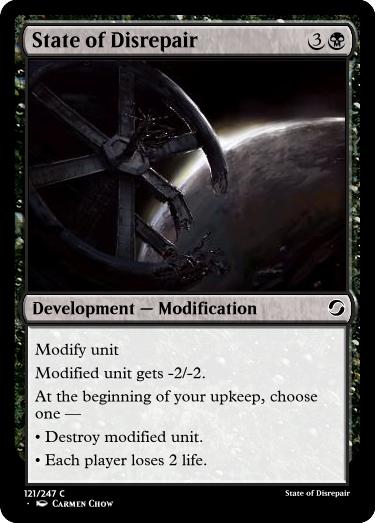 State of Disrepair 3
Development — Modification
Modify unit
Modified unit gets -2/-2.
At the beginning of your upkeep, choose
one —
• Destroy modified unit.
• Each player loses 2 life.
121/247 C State of Disrepair
· Carmen Chow